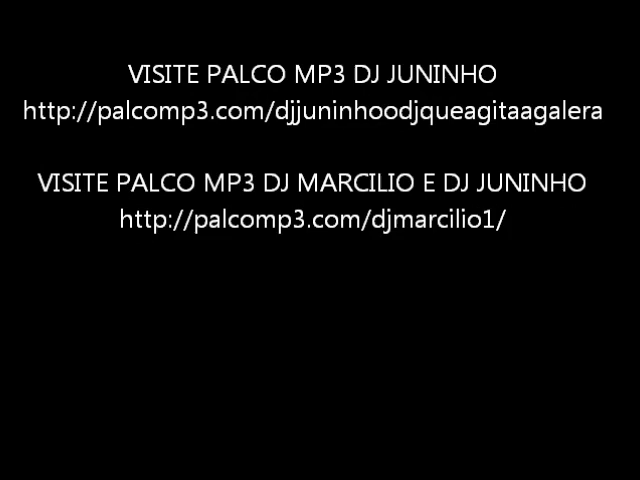 VISITE PALCO MP3 DJ JUNINHO
http://palcomp3.com/djjuninhoodjqueagitaagalera
VISITE PALCO MP3 DJ MARCILIO E DJ JUNINHO
http://palcomp3.com/djmarcilio1/